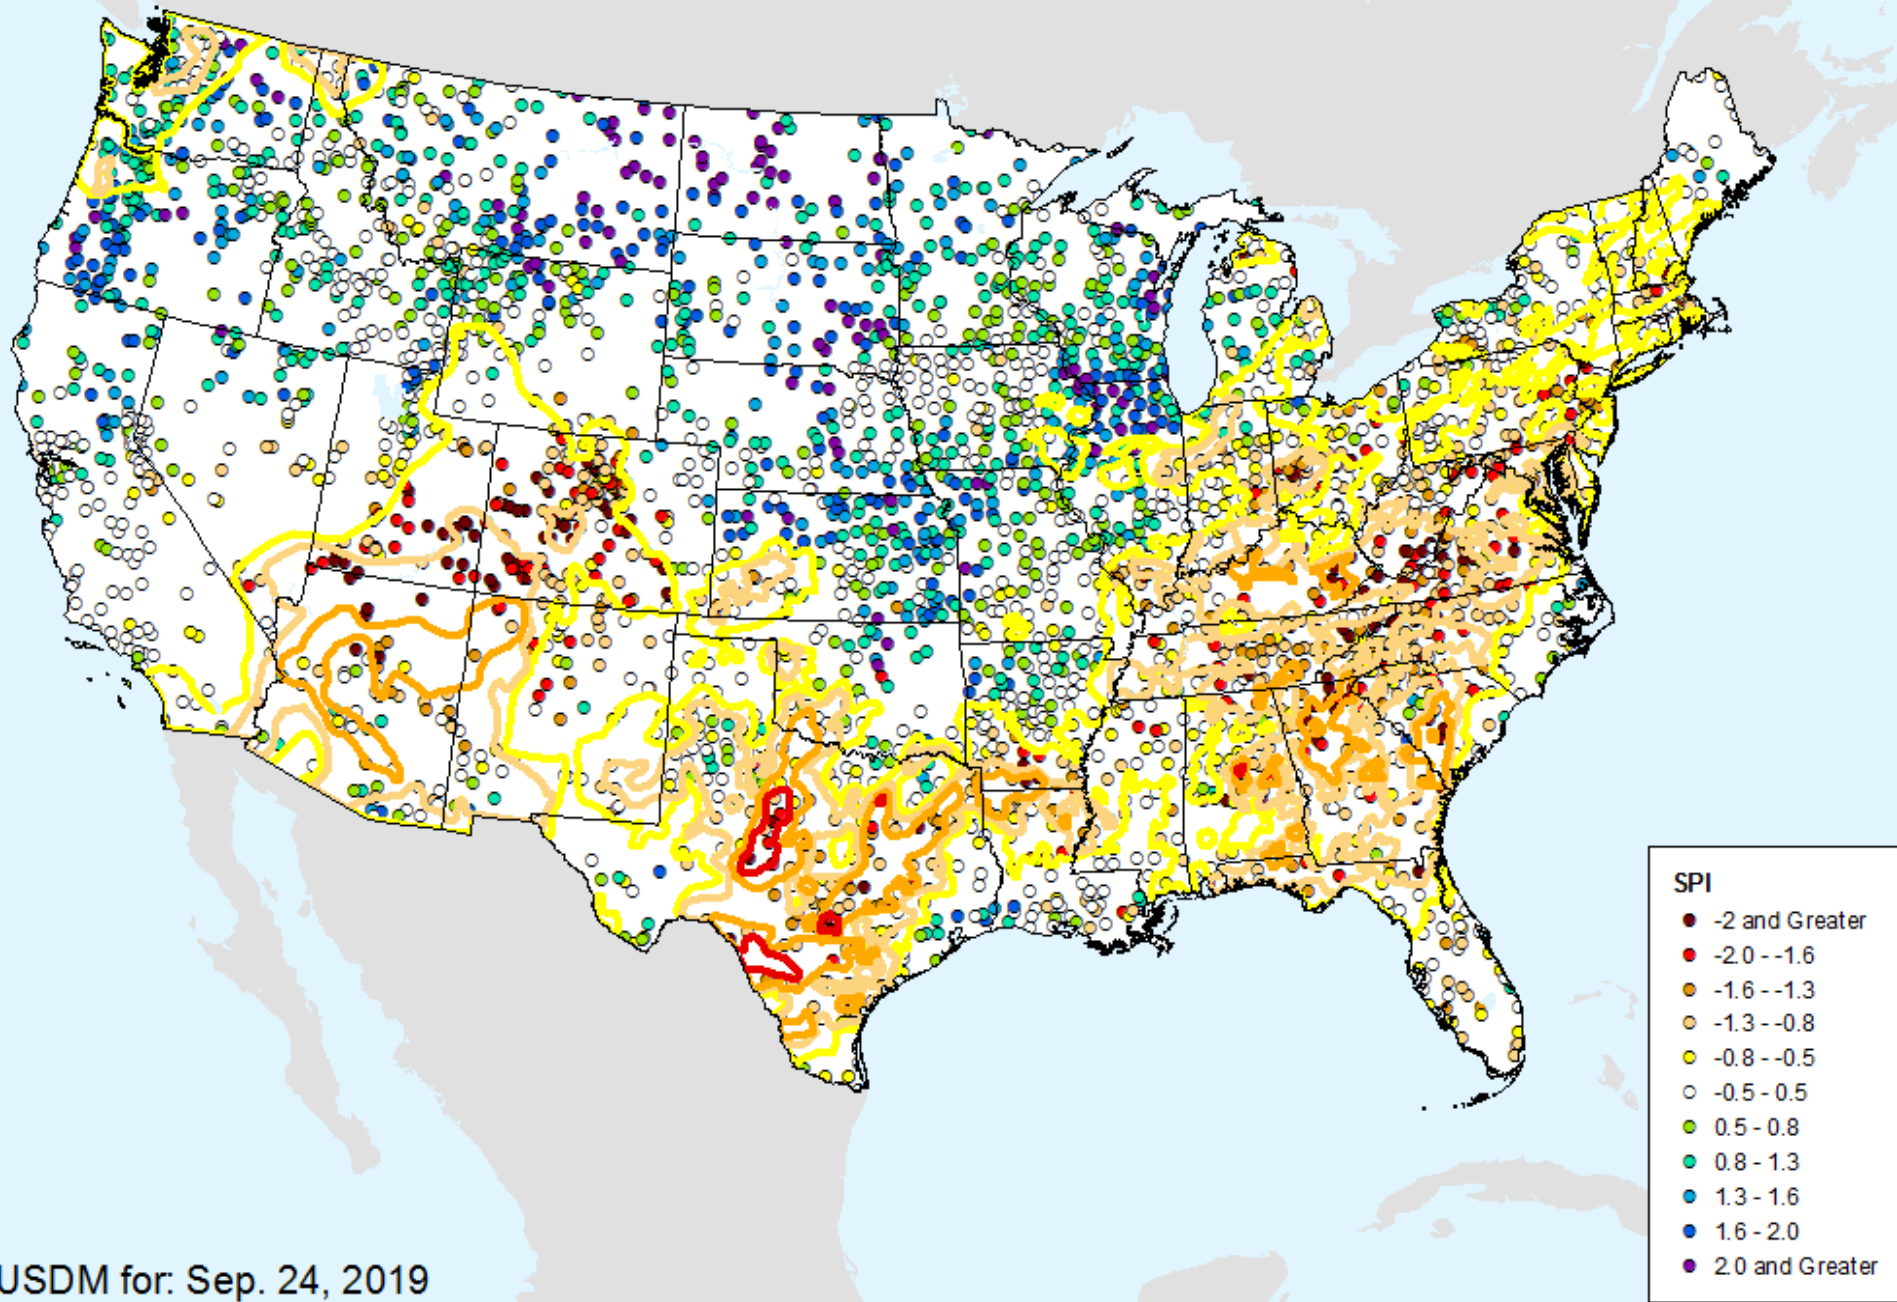 SPI
-2 and Greater
-2.0 - -1.6
-1.6 - -1.3
-1.3 - -0.8
-0.8 - -0.5
-0.5 - 0.5
0.5 - 0.8
0.8 - 1.3
1.3 - 1.6
1.6 - 2.0
2.0 and Greater
USDM for: Sep. 24, 2019